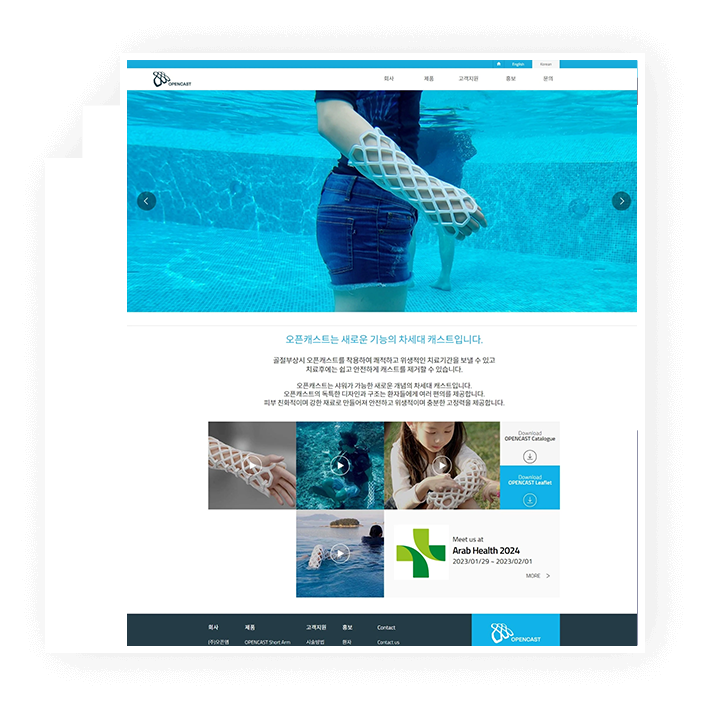 English
Korean
OPENCAST
회사
제품
고객지원
홍보
문의
오픈캐스트는 새로운 기능의 차세대 캐스트입니다.
골절부상시 오픈캐스트를 착용하여 쾌적하고 위생적인 치료기간을 보낼 수 있고
치료후에는 쉽고 안전하게 캐스트를 제거할 수 있습니다.
오픈캐스트는 샤워가 가능한 새로운 개념의 차세대 캐스트입니다.
오픈캐스트의 독특한 디자인과 구조는 환자들에게 여러 편의를 제공합니다.
피부 친화적이며 강한 재료로 만들어져 안전하고 위생적이며 충분한 고정력을 제공합니다.
Download
OPENCAST Catalogue
Download
OPENCAST Leaflet
Meet us at
Arab Health 2024
2023/01/29 – 2023/02/01
MORE
회사
제품
고객지원
홍보
Contact
(주)오픈엠
OPENCAST Short Arm
시술방법
환자
Contact us
OPENCAST